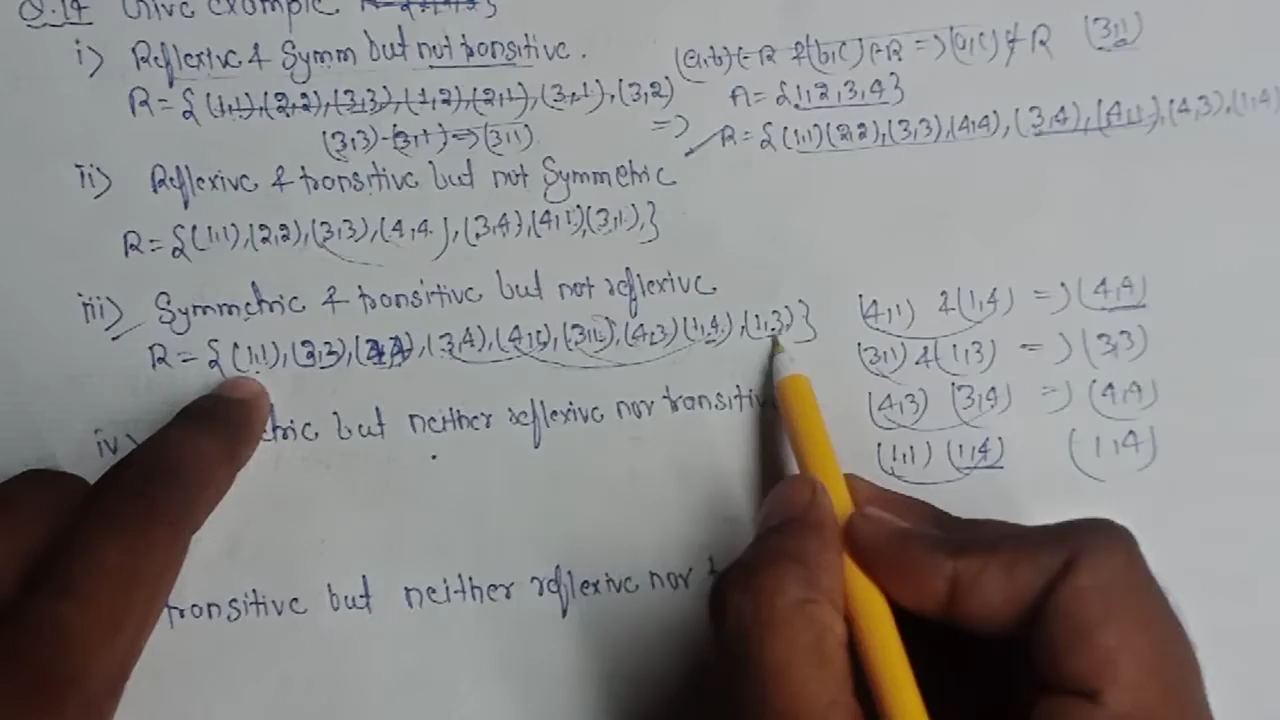 Q.14 Give example
i) Reflexive & Symm but not transitive.
(a,b) ∈ R & (b,c) ∈ R => (a,c) ∉ R (3,1)
R = {(1,1),(2,2),(3,3),(1,2),(2,1),(3,1),(3,2)
A = {1,2,3,4}
(3,3) - (3,1) => (3,1)
=> R = {(1,1)(2,2),(3,3),(4,4),(3,4),(4,1),(4,3),(1,4)
ii) Reflexive & transitive but not Symmetric
R = {(1,1),(2,2),(3,3),(4,4),(3,4),(4,1)(3,1),}
iii) Symmetric & transitive but not reflexive
R = {(1,1),(3,3),(4,4),(3,4),(4,1),(3,1),(4,3)(1,4),(1,3)}
(4,1) & (1,4) => (4,4)
(3,1) & (1,3) => (3,3)
(4,3) (3,4) => (4,4)
(1,1) (1,4) (1,4)
iv) but neither reflexive nor
transitive but neither reflexive nor